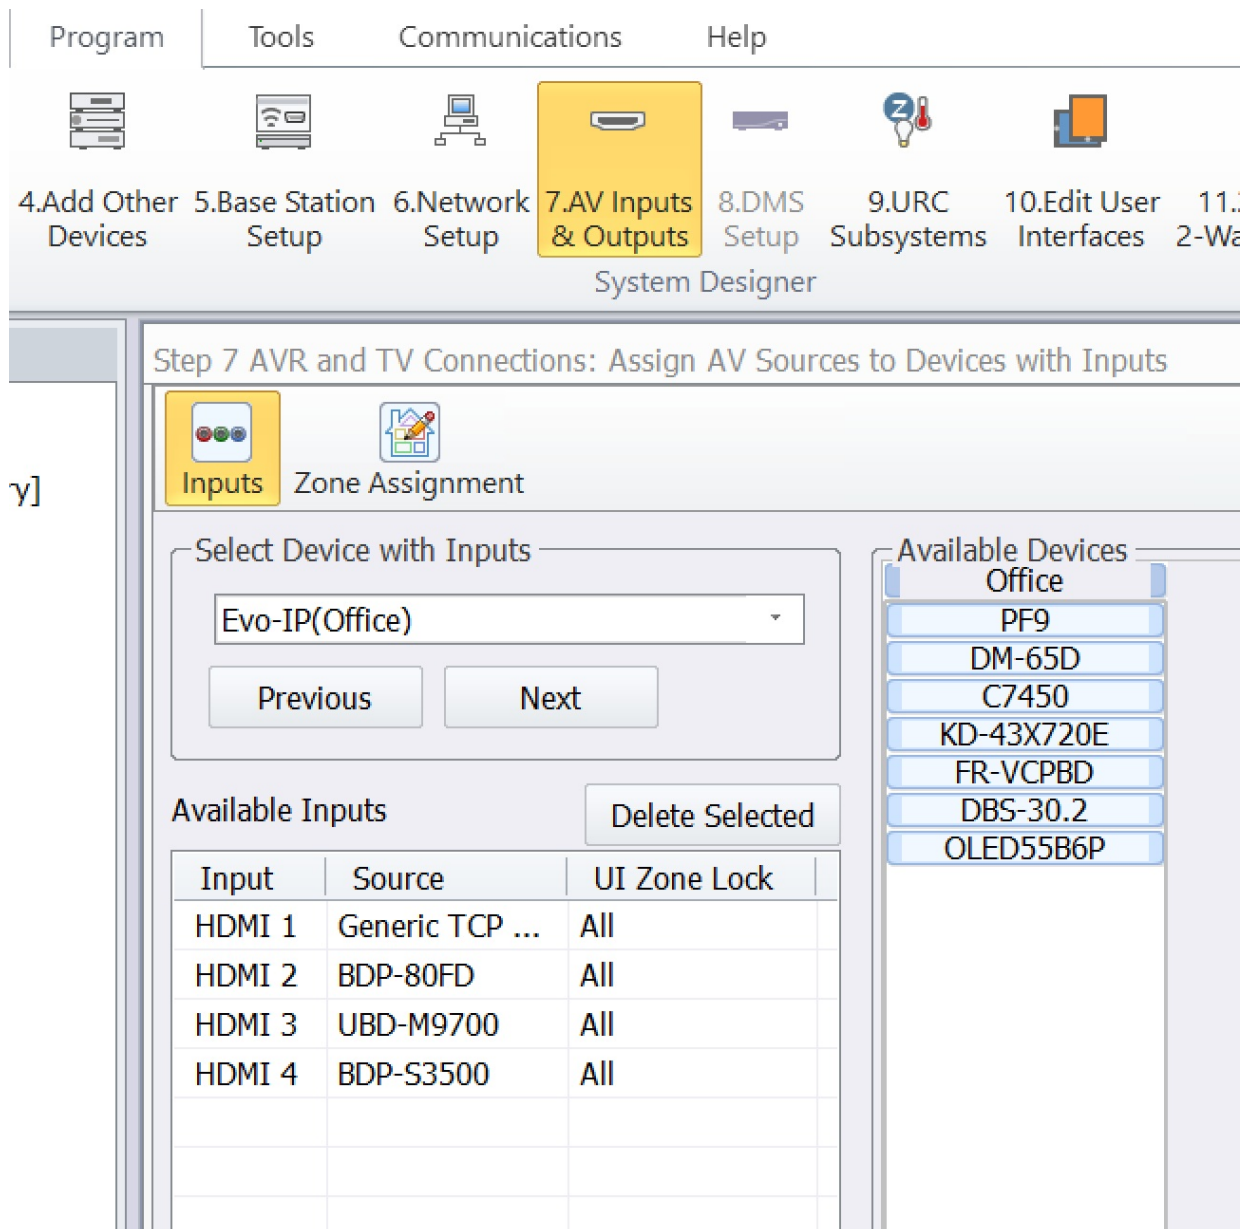 Program Tools Communications Help
4.Add Other Devices
5.Base Station Setup
6.Network Setup
7.AV Inputs & Outputs
8.DMS Setup
9.URC Subsystems
10.Edit User Interfaces
11.
2-Wa
System Designer
Step 7 AVR and TV Connections: Assign AV Sources to Devices with Inputs
Inputs Zone Assignment
y]
Select Device with Inputs
Evo-IP(Office)
Previous Next
Available Inputs Delete Selected
Input Source UI Zone Lock
HDMI 1 Generic TCP ... All
HDMI 2 BDP-80FD All
HDMI 3 UBD-M9700 All
HDMI 4 BDP-S3500 All
Available Devices
Office
PF9
DM-65D
C7450
KD-43X720E
FR-VCPBD
DBS-30.2
OLED55B6P